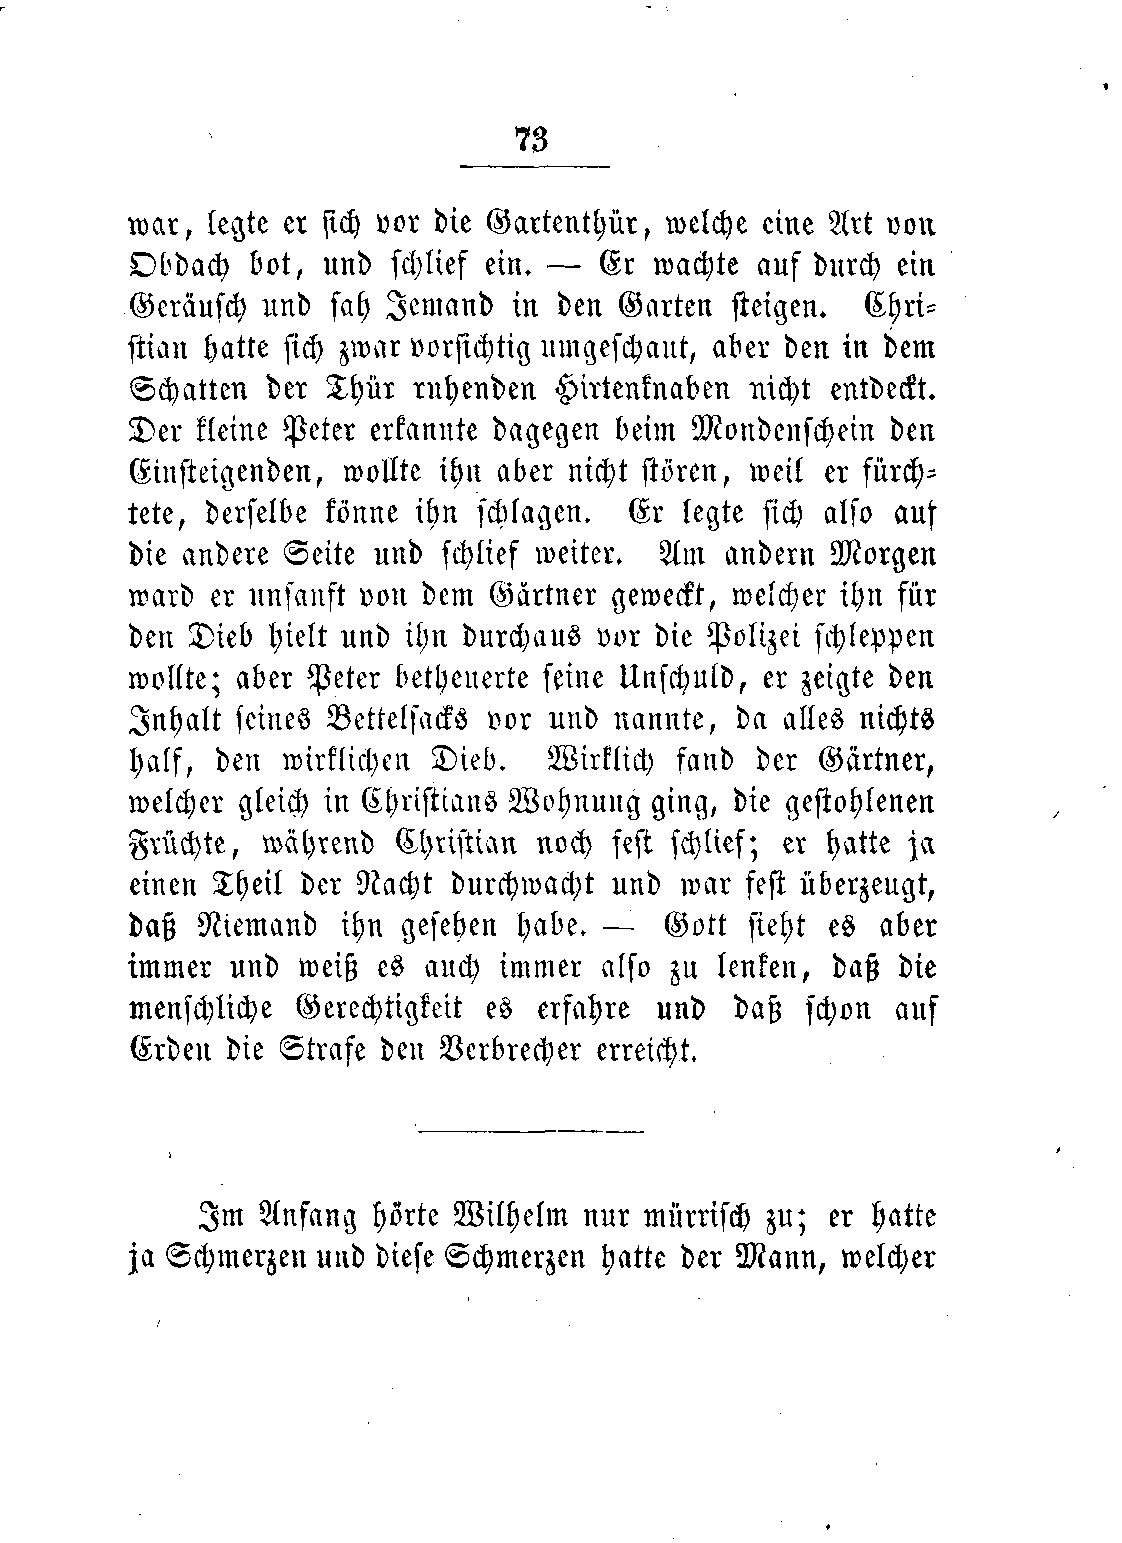 73
war, legte er sich vor die Gartenthür, welche eine Art von
Obdach bot, und schlief ein. — Er wachte auf durch ein
Geräusch und sah Jemand in den Garten steigen. Chri-
stian hatte sich zwar vorsichtig umgeschaut, aber den in dem
Schatten der Thür ruhenden Hirtenknaben nicht entdeckt.
Der kleine Peter erkannte dagegen beim Mondenschein den
Einsteigenden, wollte ihn aber nicht stören, weil er fürch-
tete, derselbe könne ihn schlagen. Er legte sich also auf
die andere Seite und schlief weiter. Am andern Morgen
ward er unsanft von dem Gärtner geweckt, welcher ihn für
den Dieb hielt und ihn durchaus vor die Polizei schleppen
wollte; aber Peter betheuerte seine Unschuld, er zeigte den
Inhalt seines Bettelsacks vor und nannte, da alles nichts
half, den wirklichen Dieb. Wirklich fand der Gärtner,
welcher gleich in Christians Wohnung ging, die gestohlenen
Früchte, während Christian noch fest schlief; er hatte ja
einen Theil der Nacht durchwacht und war fest überzeugt,
daß Niemand ihn gesehen habe. — Gott sieht es aber
immer und weiß es auch immer also zu lenken, daß die
menschliche Gerechtigkeit es erfahre und daß schon auf
Erden die Strafe den Verbrecher erreicht.
Im Anfang hörte Wilhelm nur mürrisch zu; er hatte
ja Schmerzen und diese Schmerzen hatte der Mann, welcher